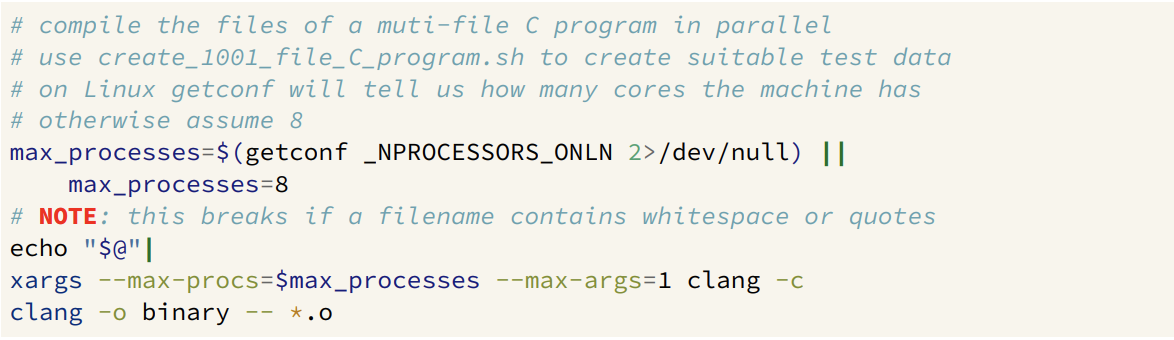 # compile the files of a muti-file C program in parallel
# use create_1001_file_C_program.sh to create suitable test data
# on Linux getconf will tell us how many cores the machine has
# otherwise assume 8
max_processes=$(getconf _NPROCESSORS_ONLN 2>/dev/null) ||
    max_processes=8
# NOTE: this breaks if a filename contains whitespace or quotes
echo "$@"|
xargs --max-procs=$max_processes --max-args=1 clang -c
clang -o binary -- *.o